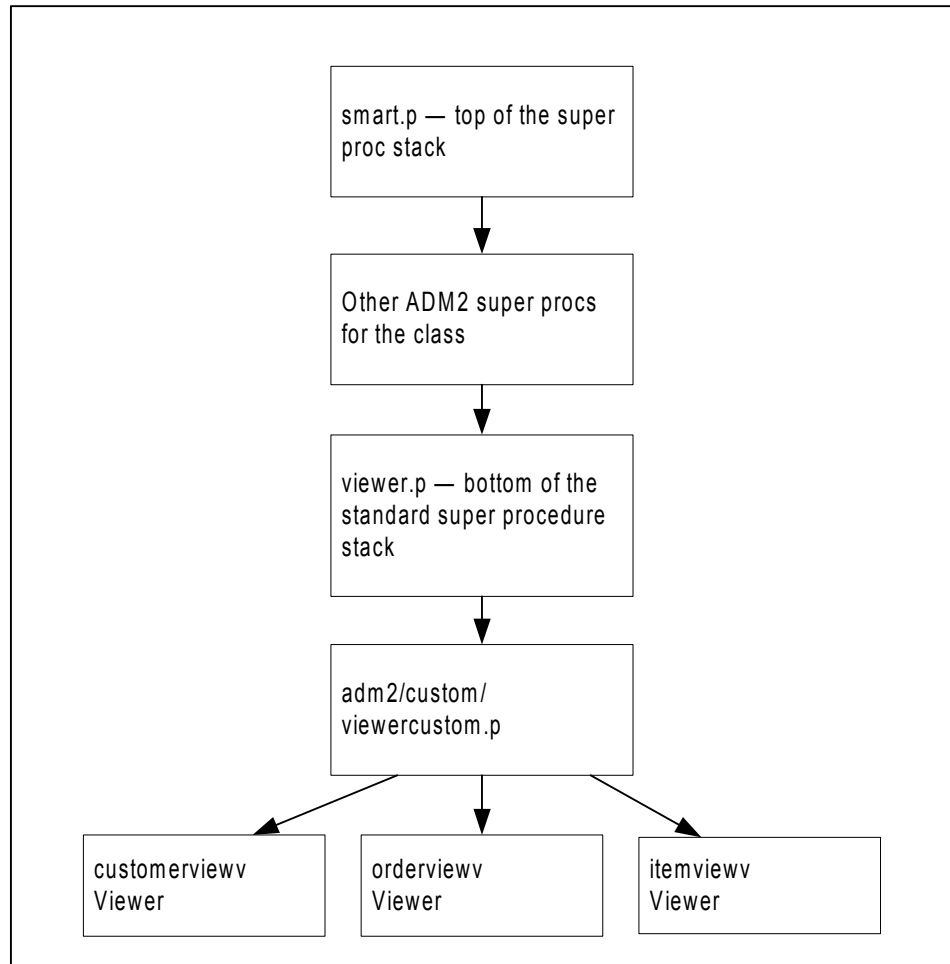 smart.p — top of the super
proc stack
Other ADM2 super procs
for the class
viewer.p — bottom of the
standard super procedure
stack
adm2/custom/
viewercustom.p
customerviewv
Viewer
orderviewv
Viewer
itemviewv
Viewer